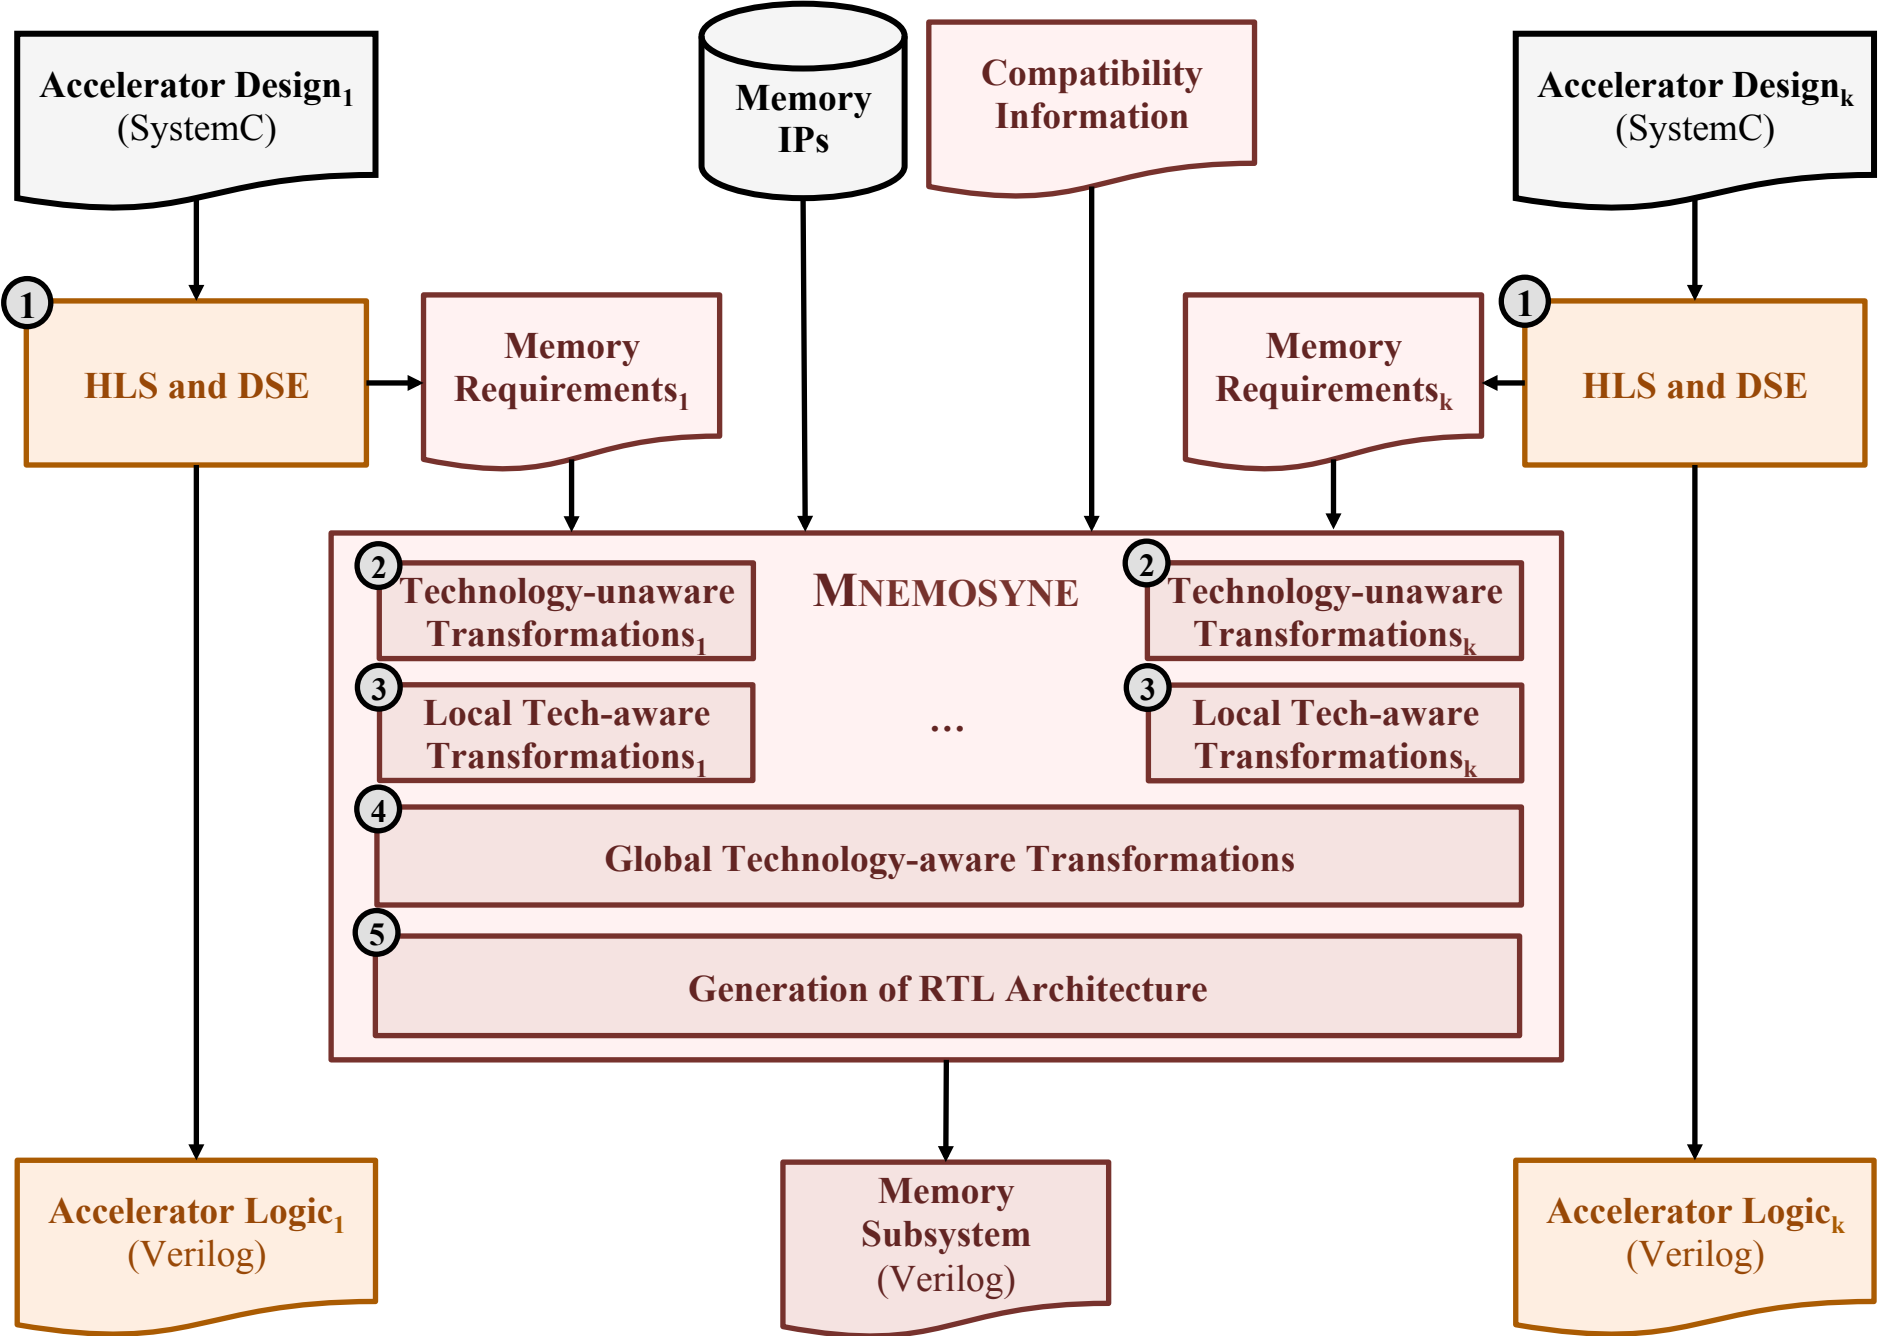 Accelerator Design₁
(SystemC)
Memory
IPs
Compatibility
Information
Accelerator Designₖ
(SystemC)
1
HLS and DSE
Memory
Requirements₁
Memory
Requirementsₖ
1
HLS and DSE
MNEMOSYNE
2
Technology-unaware
Transformations₁
2
Technology-unaware
Transformationsₖ
3
Local Tech-aware
Transformations₁
...
3
Local Tech-aware
Transformationsₖ
4
Global Technology-aware Transformations
5
Generation of RTL Architecture
Accelerator Logic₁
(Verilog)
Memory
Subsystem
(Verilog)
Accelerator Logicₖ
(Verilog)